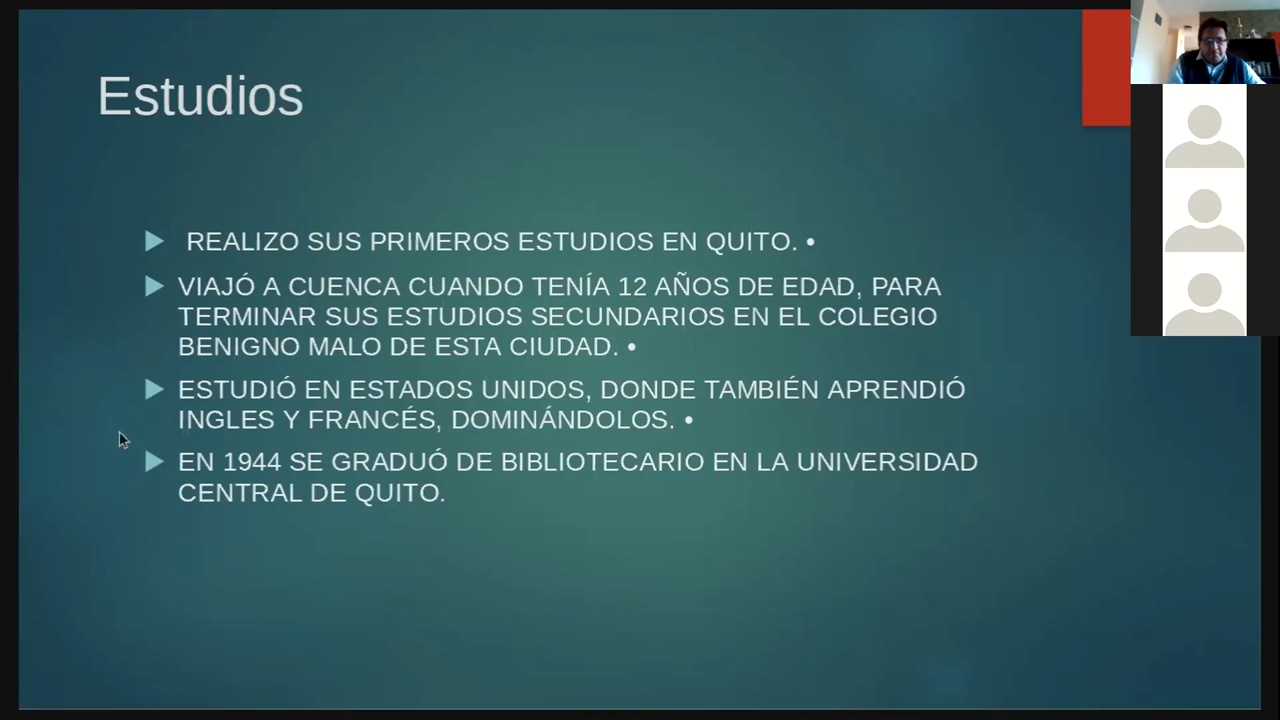 Estudios
REALIZO SUS PRIMEROS ESTUDIOS EN QUITO. •
VIAJÓ A CUENCA CUANDO TENÍA 12 AÑOS DE EDAD, PARA
TERMINAR SUS ESTUDIOS SECUNDARIOS EN EL COLEGIO
BENIGNO MALO DE ESTA CIUDAD. •
ESTUDIÓ EN ESTADOS UNIDOS, DONDE TAMBIÉN APRENDIÓ
INGLES Y FRANCÉS, DOMINÁNDOLOS. •
EN 1944 SE GRADUÓ DE BIBLIOTECARIO EN LA UNIVERSIDAD
CENTRAL DE QUITO.